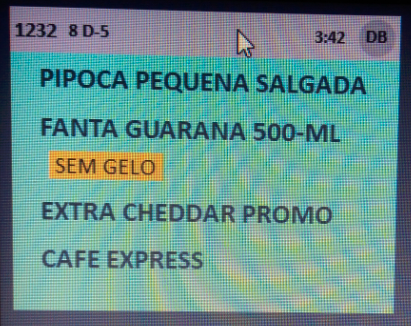 1232 8 D-5 3:42 DB
PIPOCA PEQUENA SALGADA
FANTA GUARANA 500-ML
SEM GELO
EXTRA CHEDDAR PROMO
CAFE EXPRESS